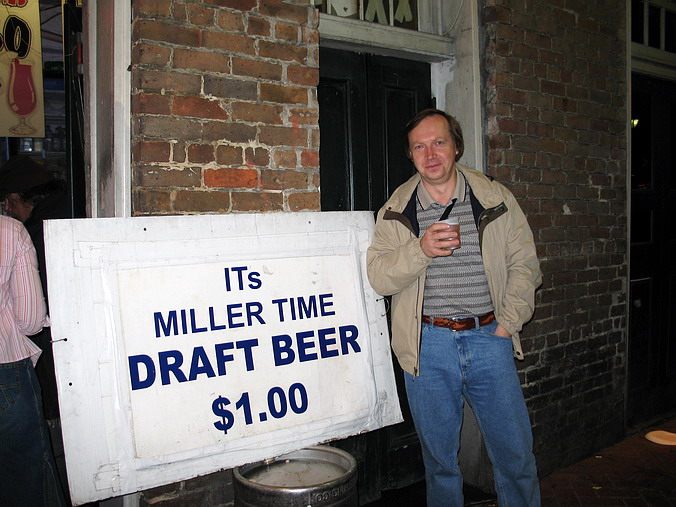 ITs
MILLER TIME
DRAFT BEER
$1.00